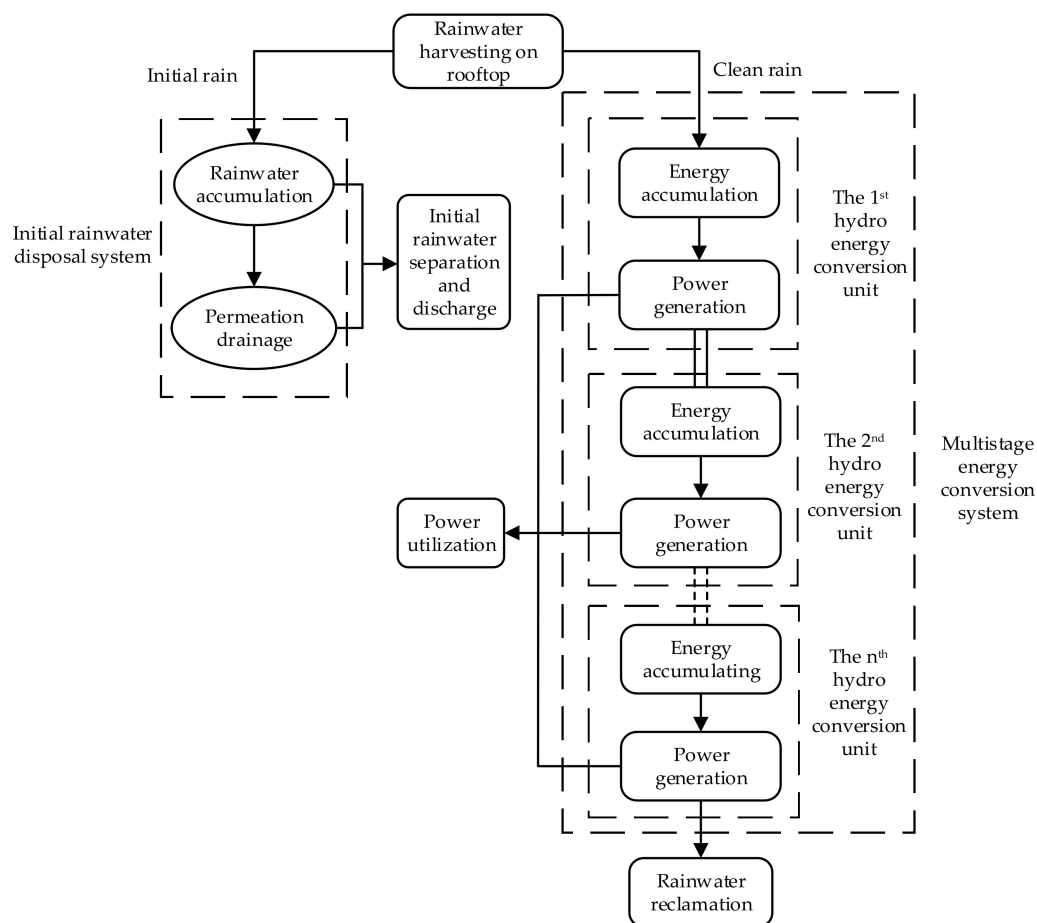 Rainwater
harvesting on
rooftop
Initial rain
Clean rain
Rainwater
accumulation
Permeation
drainage
Initial rainwater
disposal system
Initial
rainwater
separation
and
discharge
Energy
accumulation
Power
generation
The 1st
hydro
energy
conversion
unit
Energy
accumulation
Power
generation
The 2nd
hydro
energy
conversion
unit
Multistage
energy
conversion
system
Power
utilization
Energy
accumulating
Power
generation
The nth
hydro
energy
conversion
unit
Rainwater
reclamation